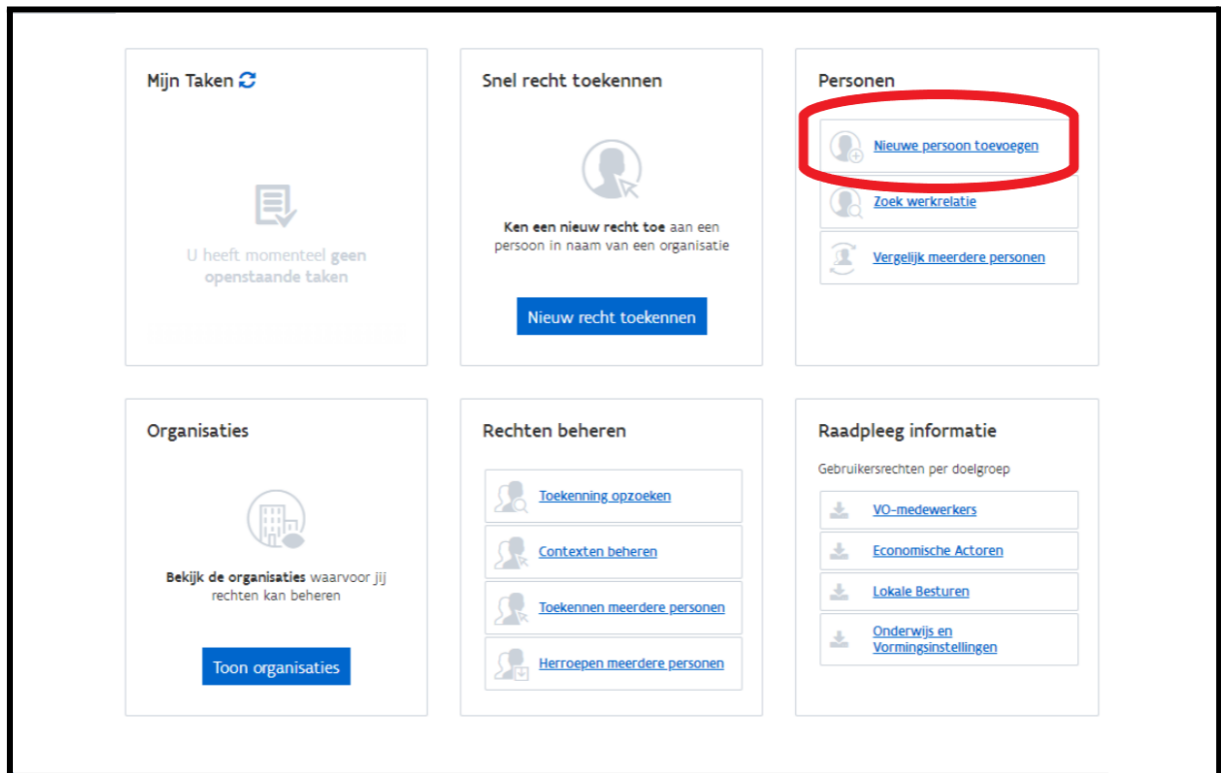 Mijn Taken
U heeft momenteel geen
openstaande taken
Snel recht toekennen
Ken een nieuw recht toe aan een
persoon in naam van een organisatie
Nieuw recht toekennen
Personen
Nieuwe persoon toevoegen
Zoek werkrelatie
Vergelijk meerdere personen
Organisaties
Bekijk de organisaties waarvoor jij
rechten kan beheren
Toon organisaties
Rechten beheren
Toekenning opzoeken
Contexten beheren
Toekennen meerdere personen
Herroepen meerdere personen
Raadpleeg informatie
Gebruikersrechten per doelgroep
VO-medewerkers
Economische Actoren
Lokale Besturen
Onderwijs en
Vormingsinstellingen